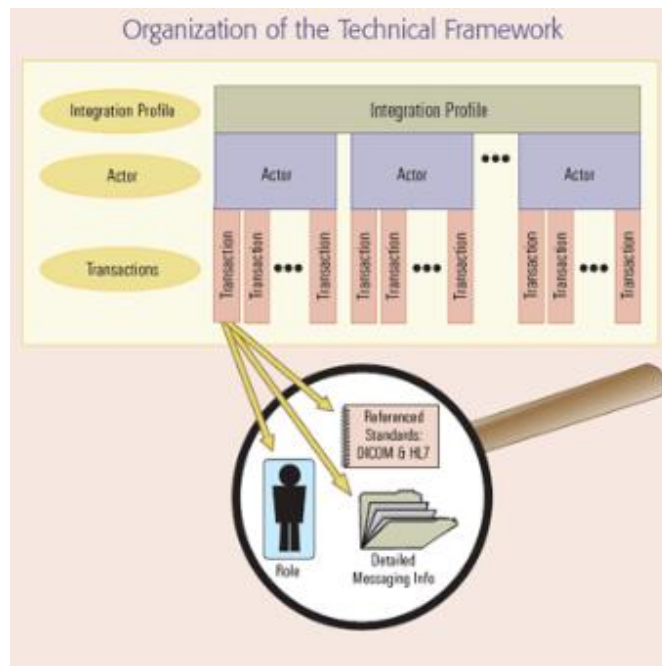 Organization of the Technical Framework
Integration Profile
Integration Profile
Actor
Actor
Actor
•••
Actor
Transactions
Transaction
Transaction
•••
Transaction
Transaction
Transaction
•••
Transaction
Transaction
Transaction
•••
Transaction
Referenced
Standards:
DICOM & HL7
Role
Detailed
Messaging Info